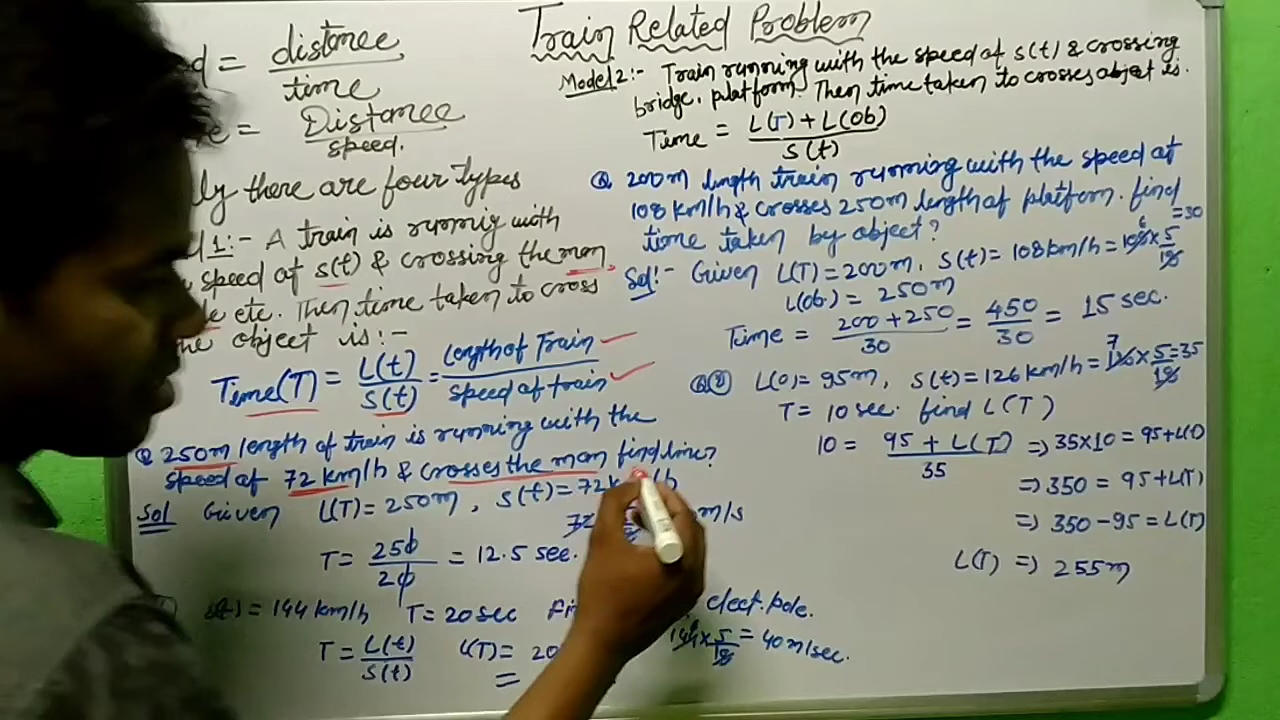 Train Related Problem
distance
time
Distance
speed.
there are four types
1:- A train is runnig with
speed of s(t) & crossing the man,
etc. Then time taken to cross
object is:-
Time(T) = L(t) / s(t) = length of Train / speed of train
Q 250m length of train is running with the
speed of 72 km/h & crosses the man find time?
Sol Given L(T) = 250m, s(t) = 72
m/s
T = 250 / 20 = 12.5 sec.
= 144 km/h T = 20 sec
elect. pole.
T = L(t) / s(t) L(T) = 20
144 × 5/18 = 40 m/sec.
Model 2:- Train running with the speed of s(t) & crossing
bridge, platform. Then time taken to crosses object is.
Time = L(T) + L(Ob) / s(t)
Q 200m length train running with the speed of
108 km/h & crosses 250m length of platform. find
time taken by object?
Sol:- Given L(T) = 200m, s(t) = 108 km/h = 108 × 5/18 = 30
L(Ob) = 250m
Time = 200 + 250 / 30 = 450 / 30 = 15 sec.
Q② L(O) = 95m, s(t) = 126 km/h = 126 × 5/18 = 35
T = 10 sec. find L(T)
10 = 95 + L(T) / 35 => 35×10 = 95+L(T)
=> 350 = 95 + L(T)
=> 350 - 95 = L(T)
L(T) => 255m